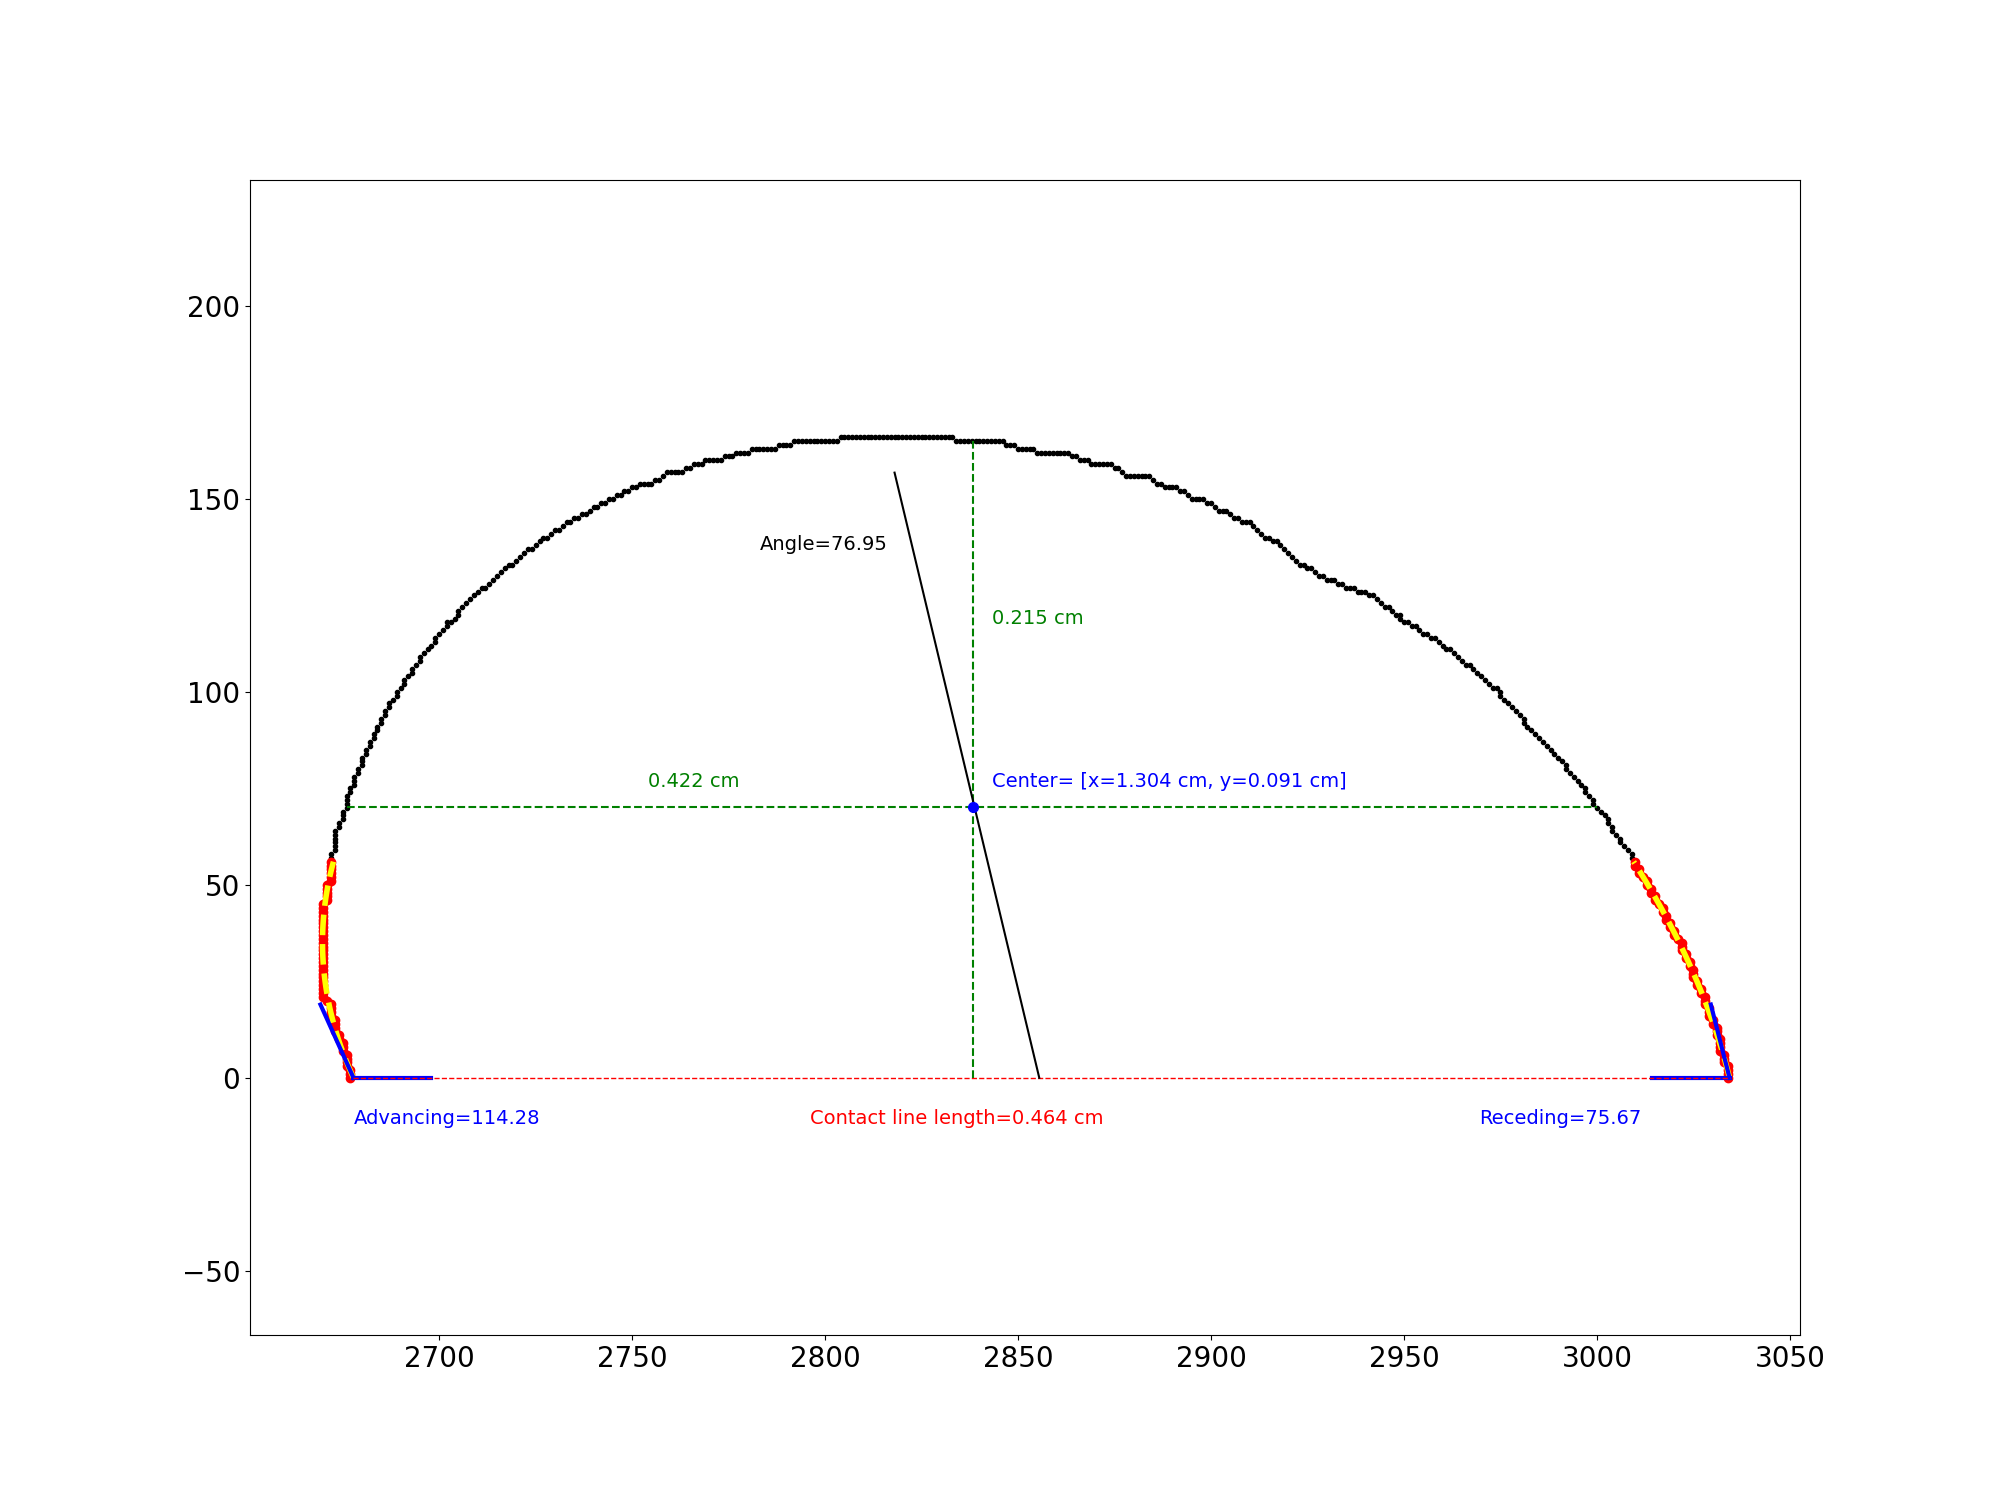 200
150
Angle=76.95
0.215 cm
100
0.422 cm
Center= [x=1.304 cm, y=0.091 cm]
50
0
Advancing=114.28
Contact line length=0.464 cm
Receding=75.67
−50
2700 2750 2800 2850 2900 2950 3000 3050